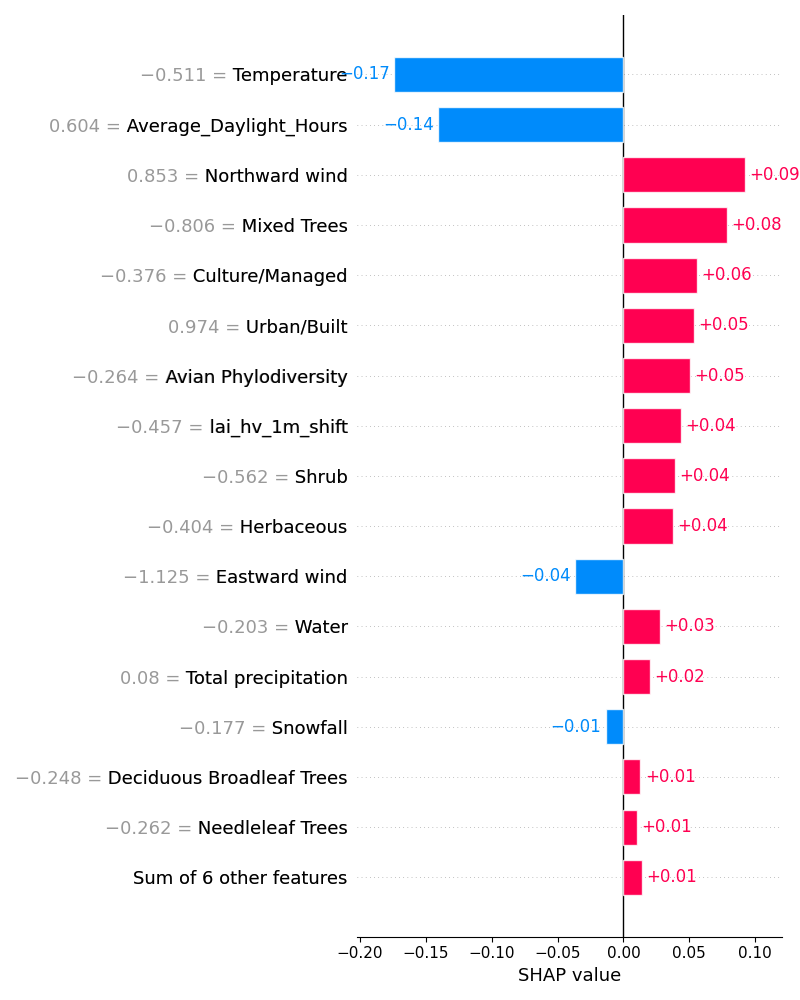 −0.511 = Temperature −0.17
0.604 = Average_Daylight_Hours −0.14
0.853 = Northward wind +0.09
−0.806 = Mixed Trees +0.08
−0.376 = Culture/Managed +0.06
0.974 = Urban/Built +0.05
−0.264 = Avian Phylodiversity +0.05
−0.457 = lai_hv_1m_shift +0.04
−0.562 = Shrub +0.04
−0.404 = Herbaceous +0.04
−1.125 = Eastward wind −0.04
−0.203 = Water +0.03
0.08 = Total precipitation +0.02
−0.177 = Snowfall −0.01
−0.248 = Deciduous Broadleaf Trees +0.01
−0.262 = Needleleaf Trees +0.01
Sum of 6 other features +0.01
−0.20 −0.15 −0.10 −0.05 0.00 0.05 0.10
SHAP value